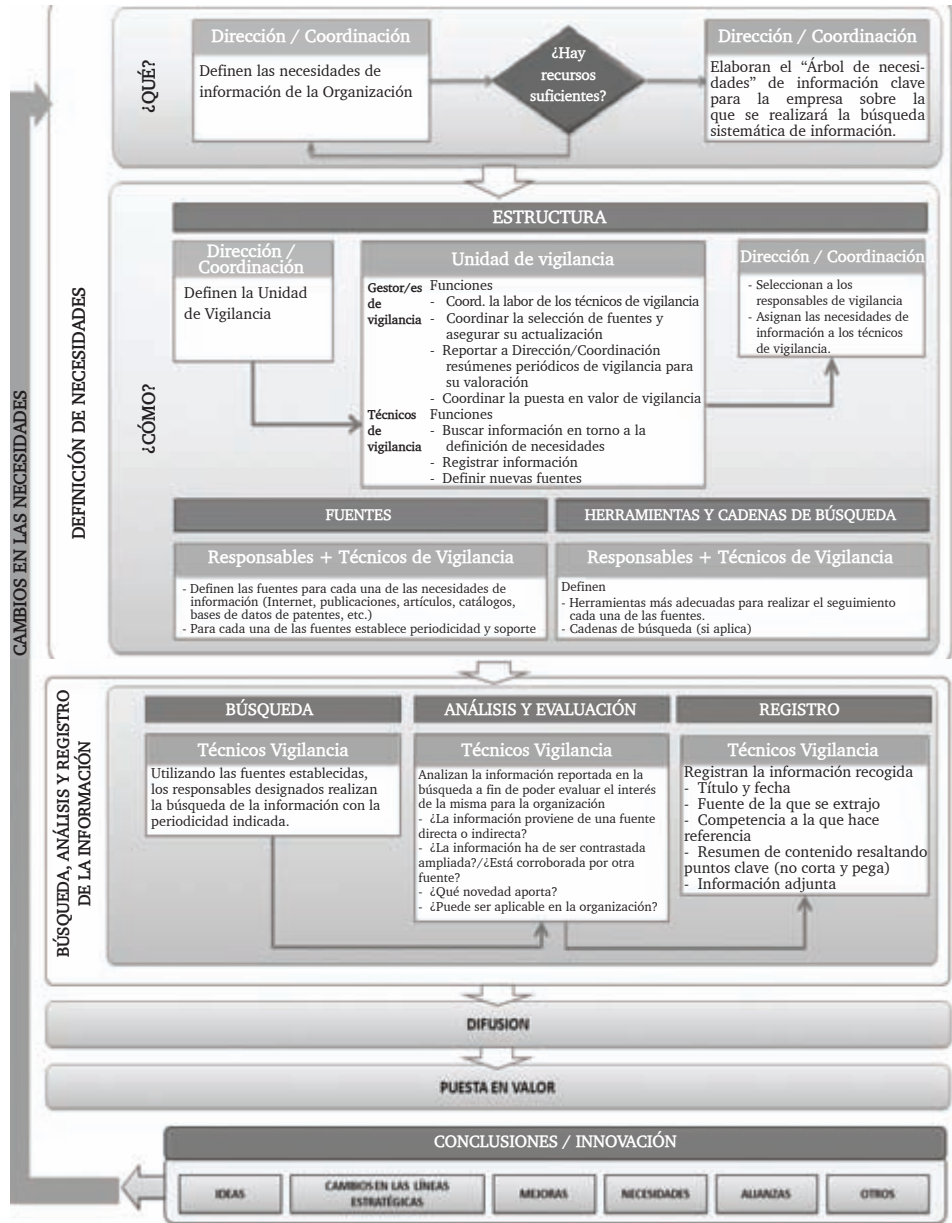 CAMBIOS EN LAS NECESIDADES
DEFINICIÓN DE NECESIDADES
¿QUÉ?
Dirección / Coordinación
Definen las necesidades de
información de la Organización
¿Hay
recursos
suficientes?
Dirección / Coordinación
Elaboran el “Árbol de necesi-
dades” de información clave
para la empresa sobre la
que se realizará la búsqueda
sistemática de información.
¿CÓMO?
ESTRUCTURA
Dirección /
Coordinación
Definen la Unidad
de Vigilancia
Unidad de vigilancia
Gestor/es
de
vigilancia
Funciones
- Coord. la labor de los técnicos de vigilancia
- Coordinar la selección de fuentes y
asegurar su actualización
- Reportar a Dirección/Coordinación
resúmenes periódicos de vigilancia para
su valoración
- Coordinar la puesta en valor de vigilancia
Técnicos
de
vigilancia
Funciones
- Buscar información en torno a la
definición de necesidades
- Registrar información
- Definir nuevas fuentes
Dirección / Coordinación
- Seleccionan a los
responsables de vigilancia
- Asignan las necesidades de
información a los técnicos
de vigilancia.
FUENTES
Responsables + Técnicos de Vigilancia
- Definen las fuentes para cada una de las necesidades de
información (Internet, publicaciones, artículos, catálogos,
bases de datos de patentes, etc.)
- Para cada una de las fuentes establece periodicidad y soporte
HERRAMIENTAS Y CADENAS DE BÚSQUEDA
Responsables + Técnicos de Vigilancia
Definen
- Herramientas más adecuadas para realizar el seguimiento
cada una de las fuentes.
- Cadenas de búsqueda (si aplica)
BÚSQUEDA, ANÁLISIS Y REGISTRO
DE LA INFORMACIÓN
BÚSQUEDA
Técnicos Vigilancia
Utilizando las fuentes establecidas,
los responsables designados realizan
la búsqueda de la información con la
periodicidad indicada.
ANÁLISIS Y EVALUACIÓN
Técnicos Vigilancia
Analizan la información reportada en la
búsqueda a fin de poder evaluar el interés
de la misma para la organización
- ¿La información proviene de una fuente
directa o indirecta?
- ¿La información ha de ser contrastada
ampliada?/¿Está corroborada por otra
fuente?
- ¿Qué novedad aporta?
- ¿Puede ser aplicable en la organización?
REGISTRO
Técnicos Vigilancia
Registran la información recogida
- Título y fecha
- Fuente de la que se extrajo
- Competencia a la que hace
referencia
- Resumen de contenido resaltando
puntos clave (no corta y pega)
- Información adjunta
DIFUSION
PUESTA EN VALOR
CONCLUSIONES / INNOVACIÓN
IDEAS
CAMBIOS EN LAS LÍNEAS
ESTRATÉGICAS
MEJORAS
NECESIDADES
ALIANZAS
OTROS